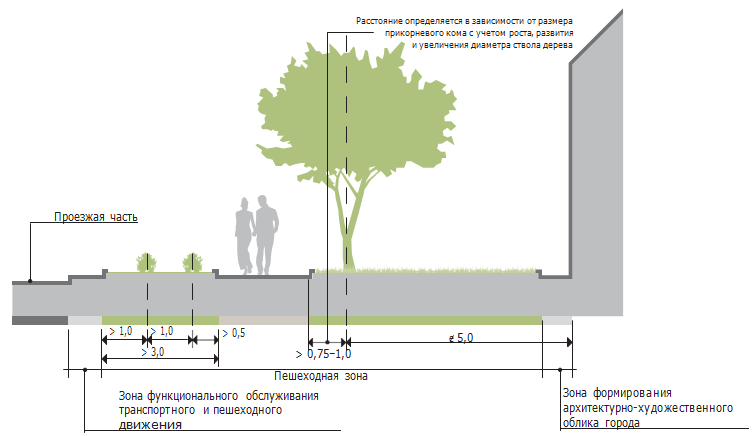 Расстояние определяется в зависимости от размера
прикорневого кома с учетом роста, развития
и увеличения диаметра ствола дерева
Проезжая часть
> 1,0
> 1,0
> 0,5
> 3,0
> 0,75–1,0
≮ 5,0
Пешеходная зона
Зона функционального обслуживания
транспортного и пешеходного
движения
Зона формирования
архитектурно-художественного
облика города